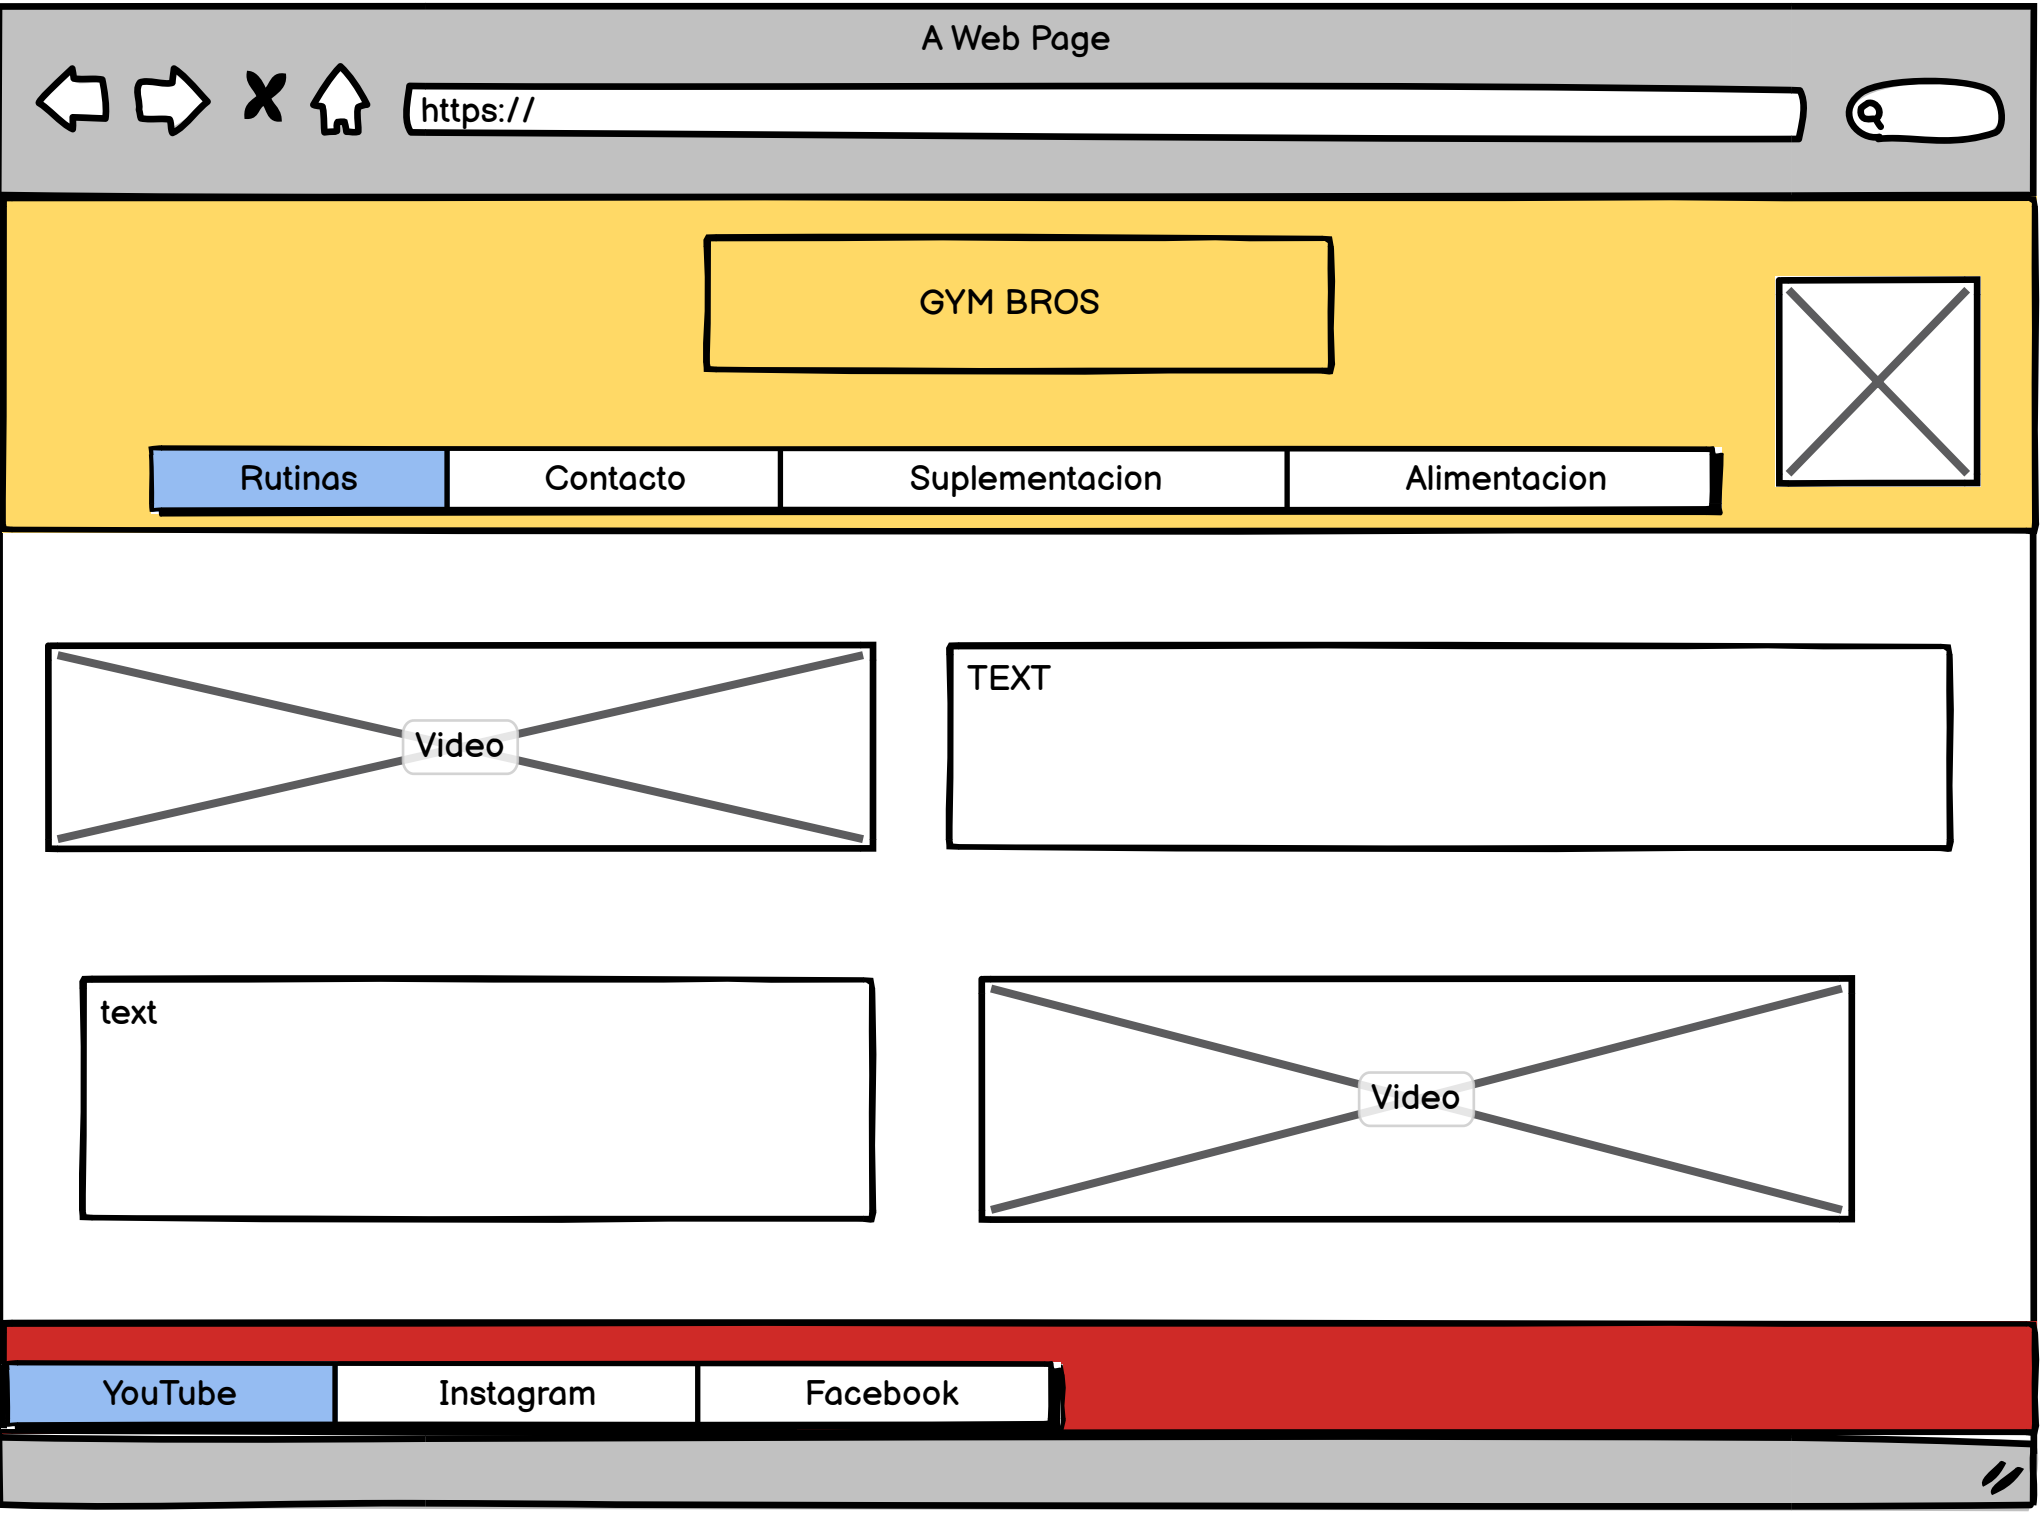 A Web Page
https://
GYM BROS
Rutinas Contacto Suplementacion Alimentacion
Video
TEXT
text
Video
YouTube Instagram Facebook